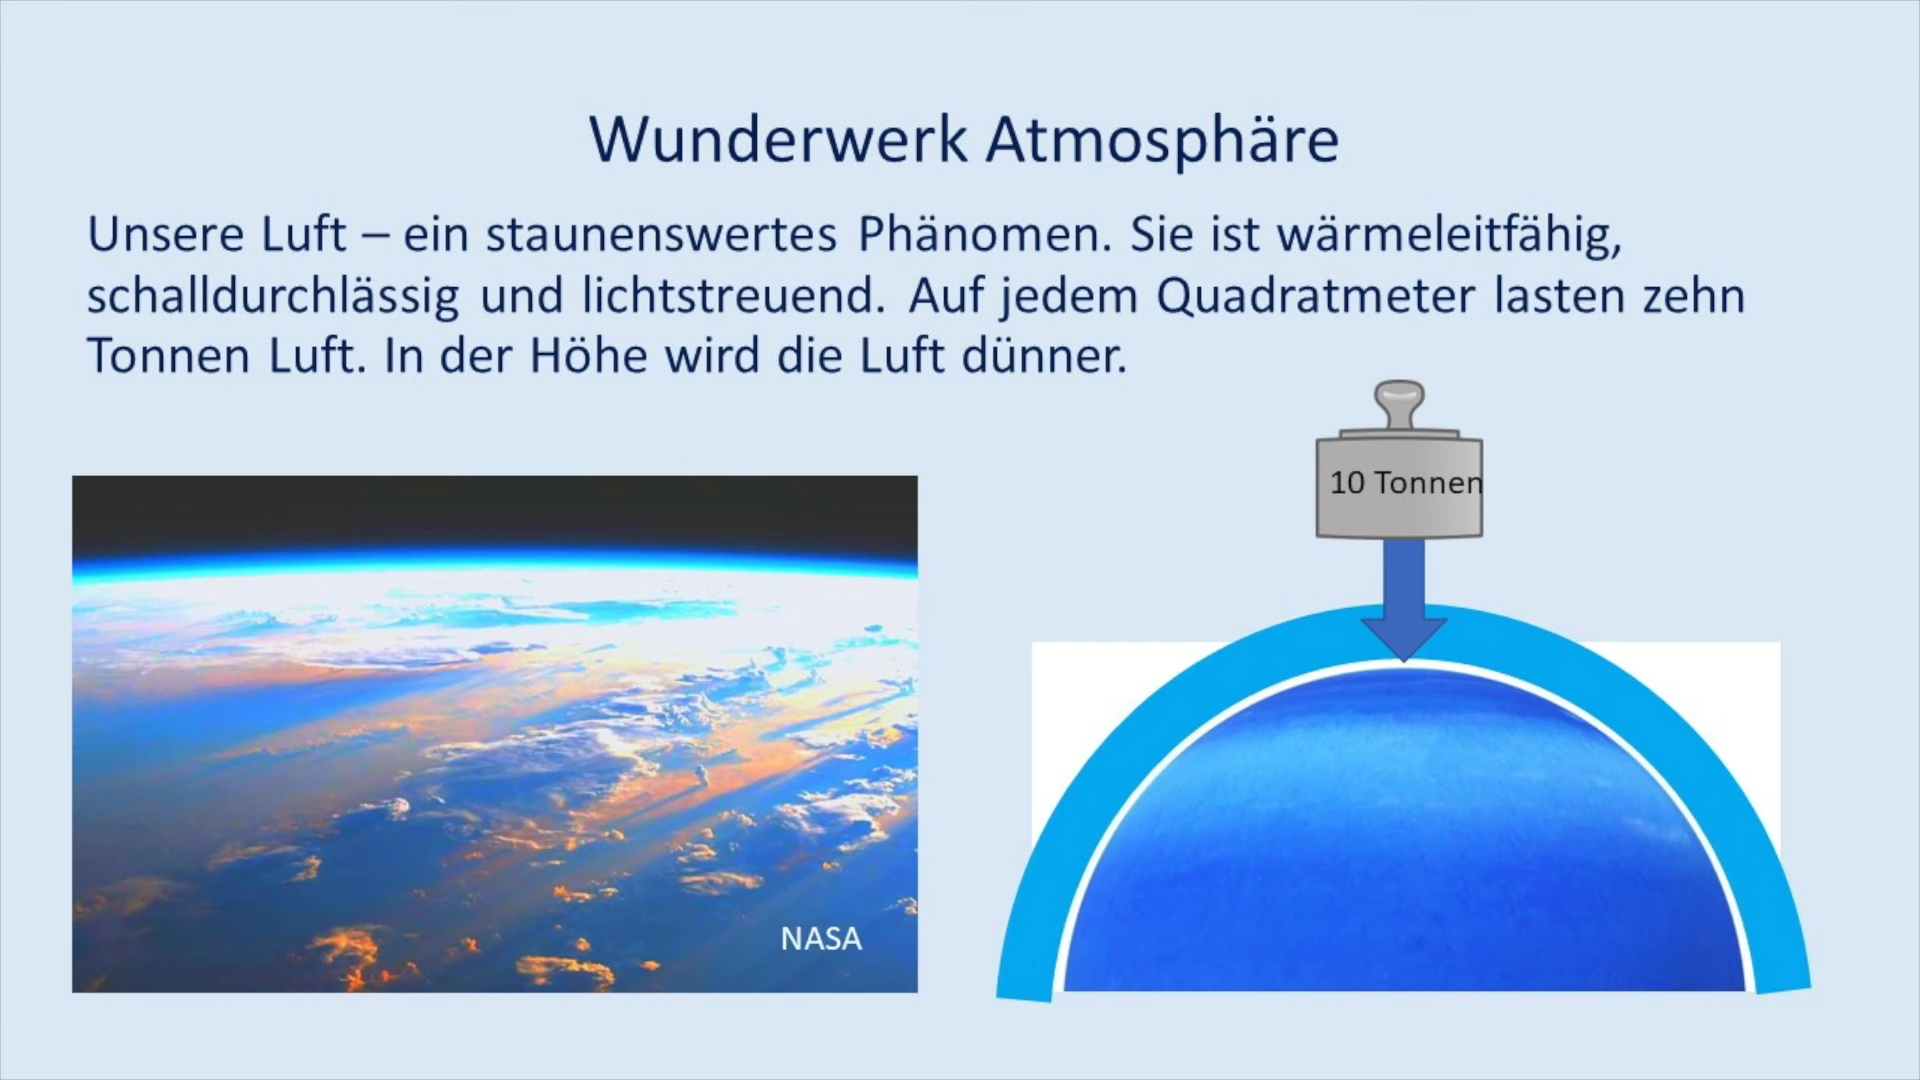 Wunderwerk Atmosphäre
Unsere Luft – ein staunenswertes Phänomen. Sie ist wärmeleitfähig,
schalldurchlässig und lichtstreuend. Auf jedem Quadratmeter lasten zehn
Tonnen Luft. In der Höhe wird die Luft dünner.
10 Tonnen
NASA